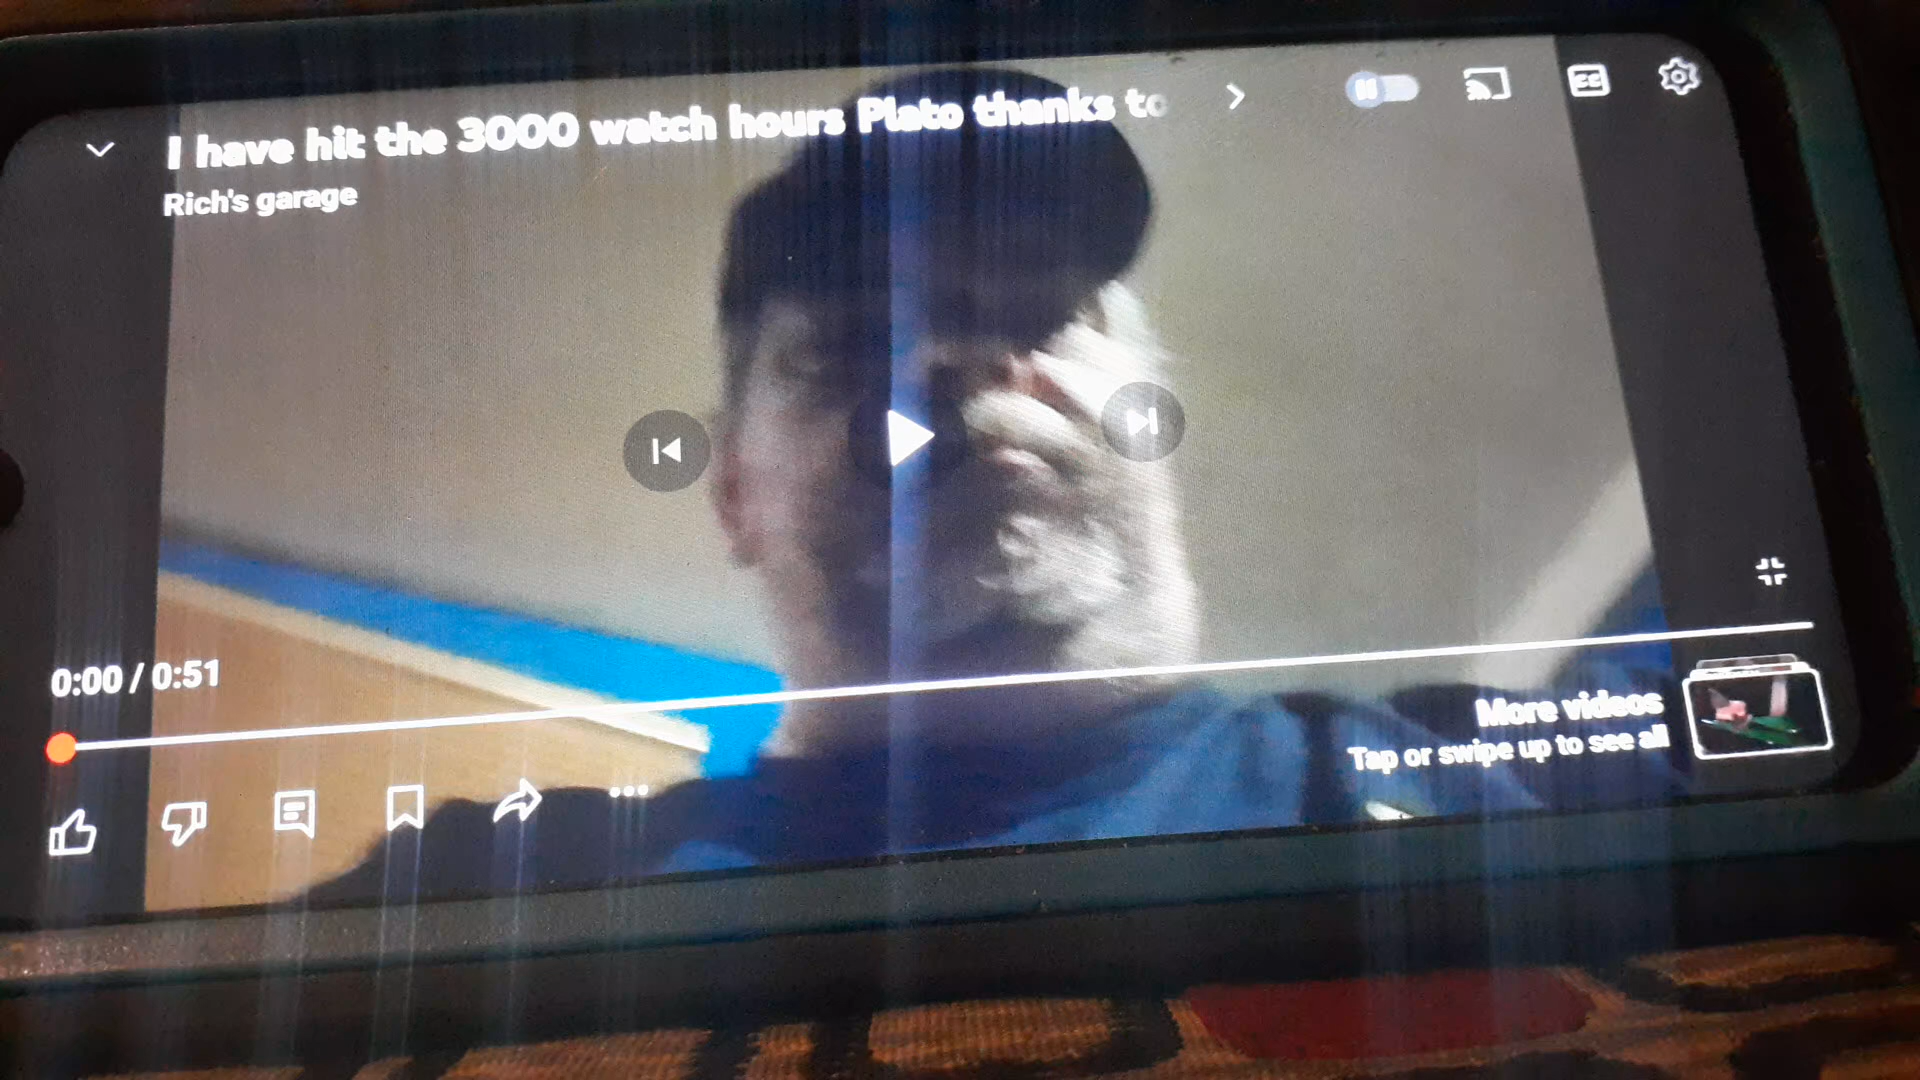 I have hit the 3000 watch hours Plato thanks to
Rich's garage
CC
0:00 / 0:51
More videos
Tap or swipe up to see all